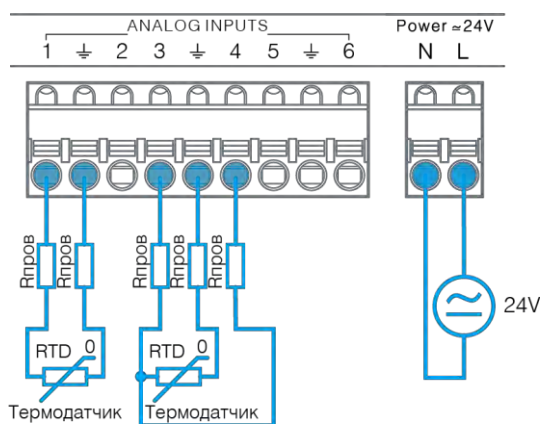 ANALOG INPUTS Power ≃24V
1 ⏚ 2 3 ⏚ 4 5 ⏚ 6 N L
Rпров Rпров Rпров Rпров Rпров
24V
RTD 0 RTD 0
Термодатчик Термодатчик